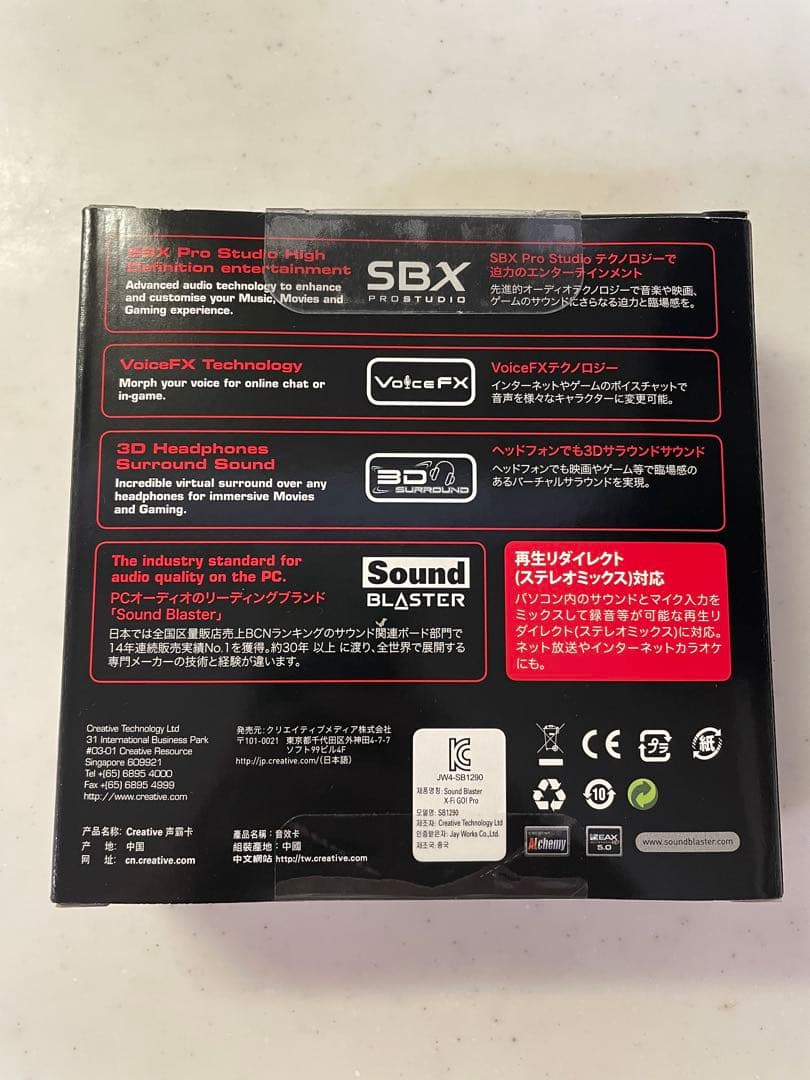 SBX Pro Studio High
Definition entertainment
Advanced audio technology to enhance
and customise your Music, Movies and
Gaming experience.
SBX
PROSTUDIO
SBX Pro Studio テクノロジーで
迫力のエンターテインメント
先進的オーディオテクノロジーで音楽や映画、
ゲームのサウンドにさらなる迫力と臨場感を。
VoiceFX Technology
Morph your voice for online chat or
in-game.
VoiceFX
VoiceFXテクノロジー
インターネットやゲームのボイスチャットで
音声を様々なキャラクターに変更可能。
3D Headphones
Surround Sound
Incredible virtual surround over any
headphones for immersive Movies
and Gaming.
3D
SURROUND
ヘッドフォンでも3Dサラウンドサウンド
ヘッドフォンでも映画やゲーム等で臨場感の
あるバーチャルサラウンドを実現。
The industry standard for
audio quality on the PC.
PCオーディオのリーディングブランド
「Sound Blaster」
Sound
BLASTER
日本では全国区量販店売上BCNランキングのサウンド関連ボード部門で
14年連続販売実績No.1を獲得。約30年 以上 に渡り、全世界で展開する
専門メーカーの技術と経験が違います。
再生リダイレクト
(ステレオミックス)対応
パソコン内のサウンドとマイク入力を
ミックスして録音等が可能な再生リ
ダイレクト(ステレオミックス)に対応。
ネット放送やインターネットカラオケ
にも。
Creative Technology Ltd
31 International Business Park
#03-01 Creative Resource
Singapore 609921
Tel +(65) 6895 4000
Fax +(65) 6895 4999
http://www.creative.com
発売元:クリエイティブメディア株式会社
〒101-0021 東京都千代田区外神田4-7-7
ソフト99ビル4F
http://jp.creative.com/(日本語)
产品名称: Creative 声霸卡
产 地: 中国
网 址: cn.creative.com
產品名稱：音效卡
組裝產地：中國
中文網站 http://tw.creative.com
JW4-SB1290
제품명칭: Sound Blaster
X-Fi GO! Pro
모델명: SB1290
제조자: Creative Technology Ltd
인증받은자: Jay Works Co.,Ltd.
제조국: 중국
CE
プラ
紙
10
Alchemy
EAX
5.0
www.soundblaster.com